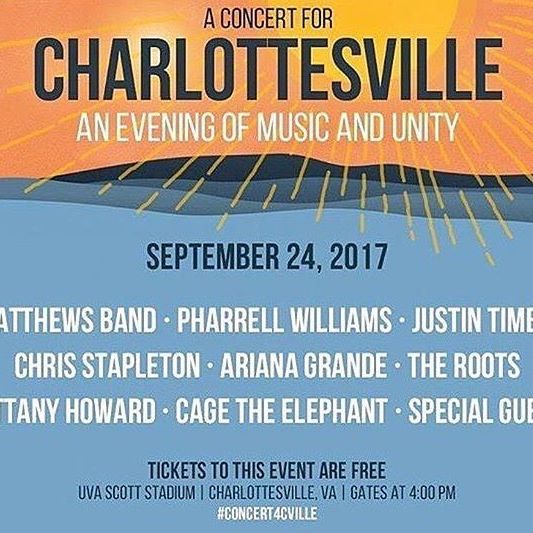 A CONCERT FOR
CHARLOTTESVILLE
AN EVENING OF MUSIC AND UNITY
SEPTEMBER 24, 2017
ATTHEWS BAND · PHARRELL WILLIAMS · JUSTIN TIMB
CHRIS STAPLETON · ARIANA GRANDE · THE ROOTS
TTANY HOWARD · CAGE THE ELEPHANT · SPECIAL GUE
TICKETS TO THIS EVENT ARE FREE
UVA SCOTT STADIUM | CHARLOTTESVILLE, VA | GATES AT 4:00 PM
#CONCERT4CVILLE